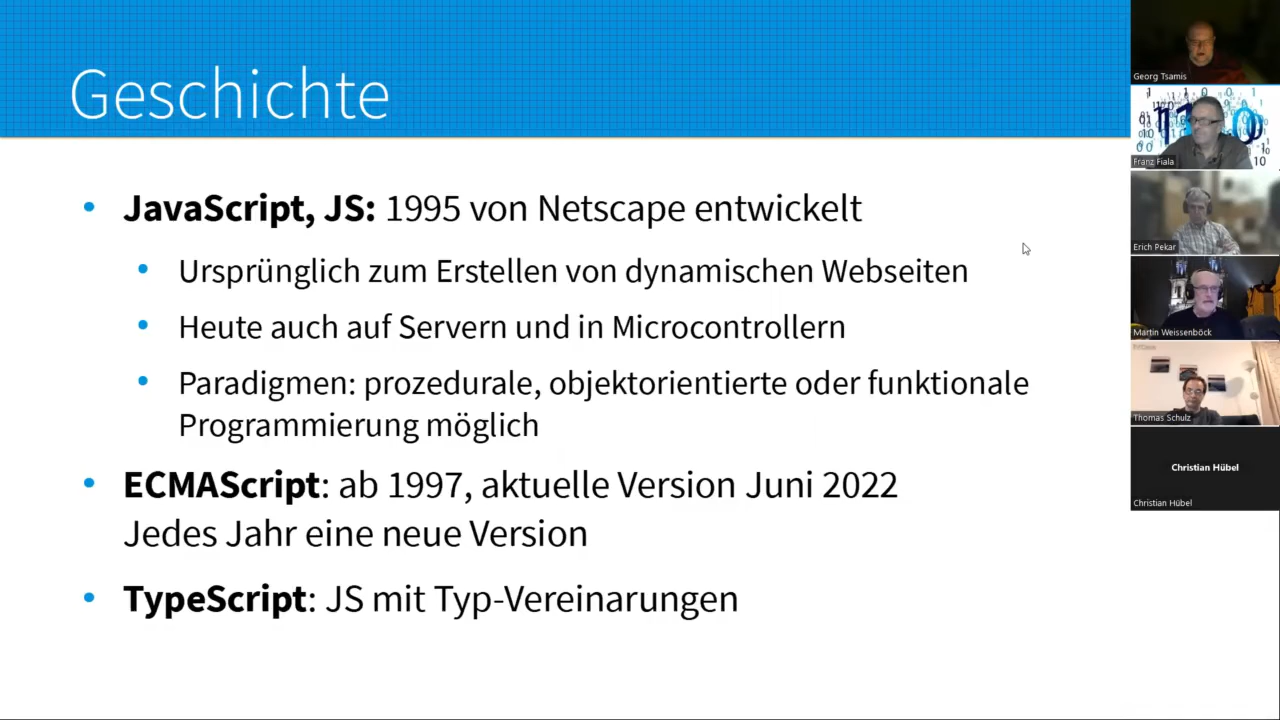 Geschichte
JavaScript, JS: 1995 von Netscape entwickelt
Ursprünglich zum Erstellen von dynamischen Webseiten
Heute auch auf Servern und in Microcontrollern
Paradigmen: prozedurale, objektorientierte oder funktionale
Programmierung möglich
ECMAScript: ab 1997, aktuelle Version Juni 2022
Jedes Jahr eine neue Version
TypeScript: JS mit Typ-Vereinarungen
Georg Tsamis
Franz Fiala
Erich Pekar
Martin Weissenböck
Thomas Schulz
Christian Hübel
Christian Hübel